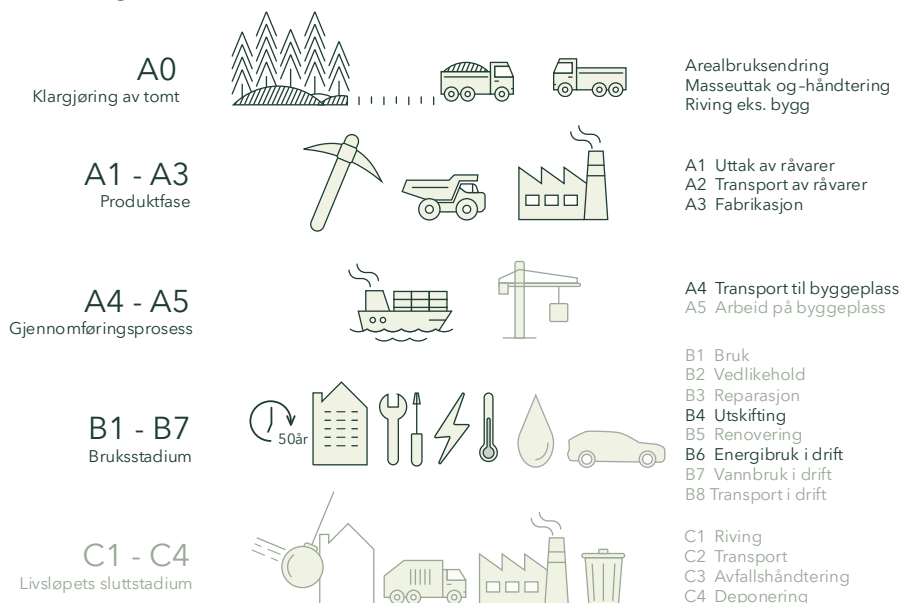 A0
Klargjøring av tomt
Arealbruksendring
Masseuttak og-håndtering
Riving eks. bygg
A1 - A3
Produktfase
A1 Uttak av råvarer
A2 Transport av råvarer
A3 Fabrikasjon
A4 - A5
Gjennomføringsprosess
A4 Transport til byggeplass
A5 Arbeid på byggeplass
B1 - B7
Bruksstadium
50år
B1 Bruk
B2 Vedlikehold
B3 Reparasjon
B4 Utskifting
B5 Renovering
B6 Energibruk i drift
B7 Vannbruk i drift
B8 Transport i drift
C1 - C4
Livsløpets sluttstadium
C1 Riving
C2 Transport
C3 Avfallshåndtering
C4 Deponering